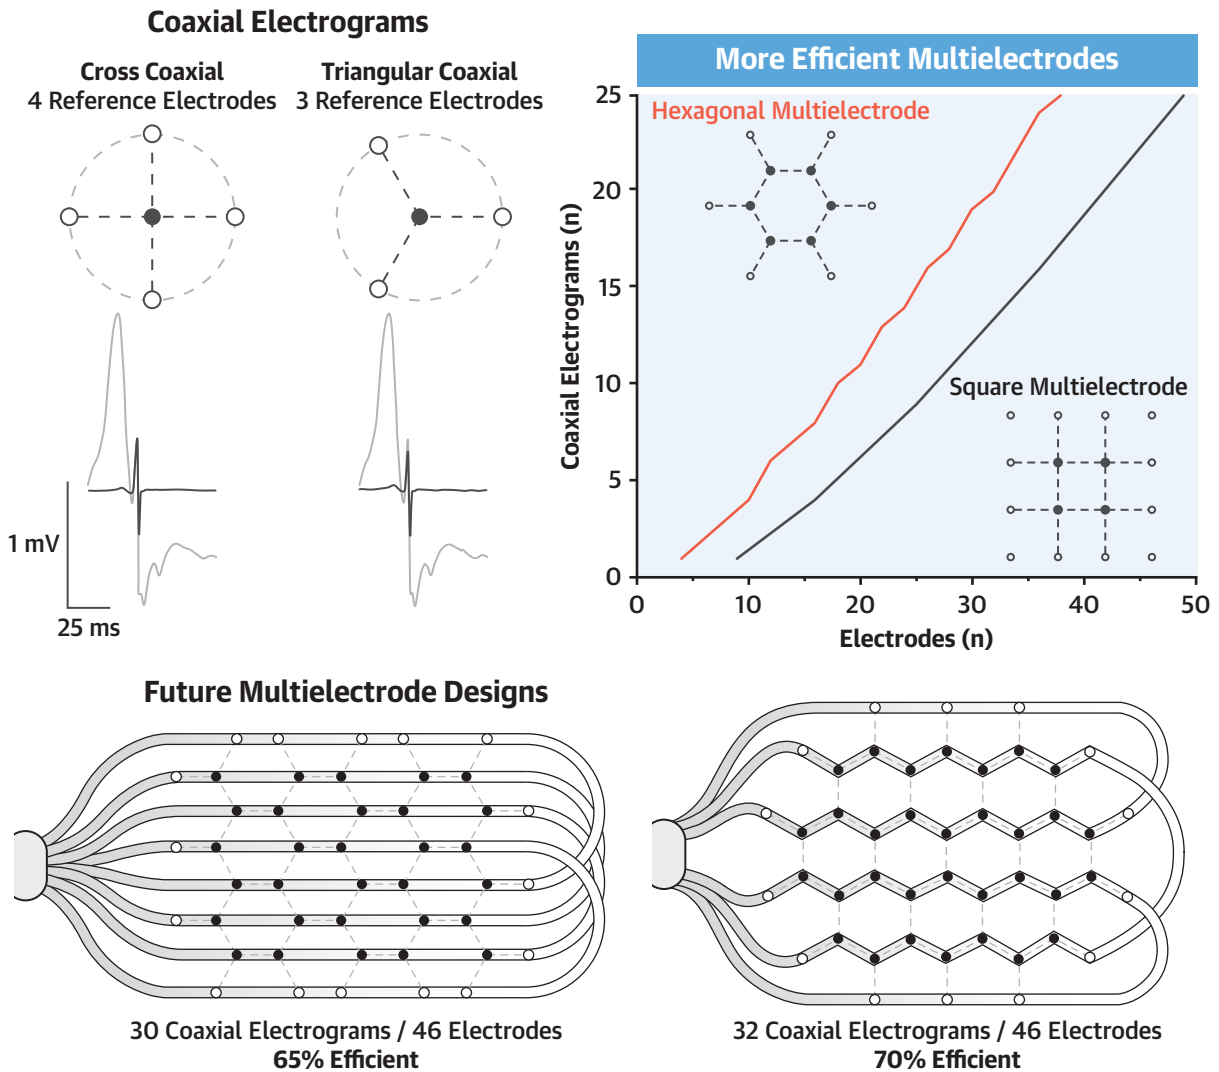 Coaxial Electrograms
Cross Coaxial
4 Reference Electrodes
Triangular Coaxial
3 Reference Electrodes
1 mV
25 ms
More Efficient Multielectrodes
Hexagonal Multielectrode
Square Multielectrode
Coaxial Electrograms (n)
25
20
15
10
5
0
0 10 20 30 40 50
Electrodes (n)
Future Multielectrode Designs
30 Coaxial Electrograms / 46 Electrodes
65% Efficient
32 Coaxial Electrograms / 46 Electrodes
70% Efficient